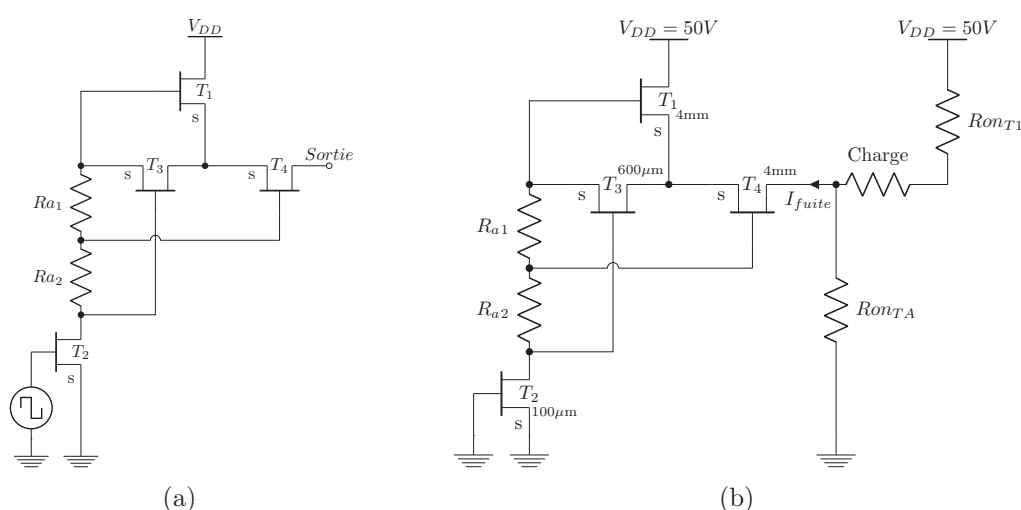 V_DD
T_1
s
T_3
s
T_4
s
Sortie
Ra_1
Ra_2
T_2
s
(a)
V_DD = 50V
V_DD = 50V
T_1
4mm
s
Ron_T1
Charge
600µm
T_3
s
4mm
T_4
s
I_fuite
R_a1
R_a2
Ron_TA
T_2
100µm
s
(b)